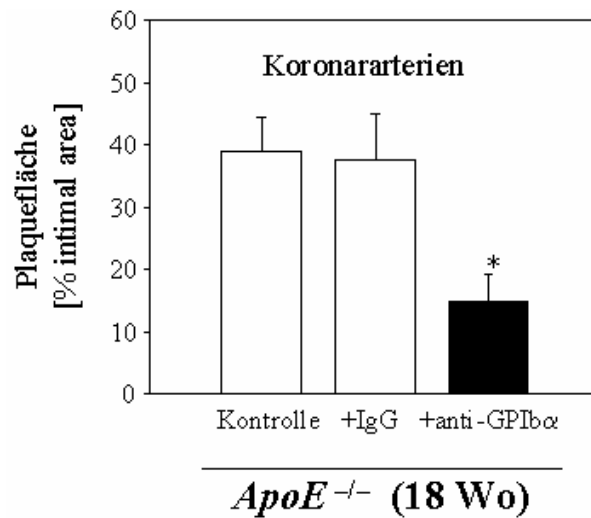 Plaquefläche
[% intimal area]
60
50
40
30
20
10
0
Koronararterien
*
Kontrolle +IgG +anti-GPIbα
ApoE −/− (18 Wo)